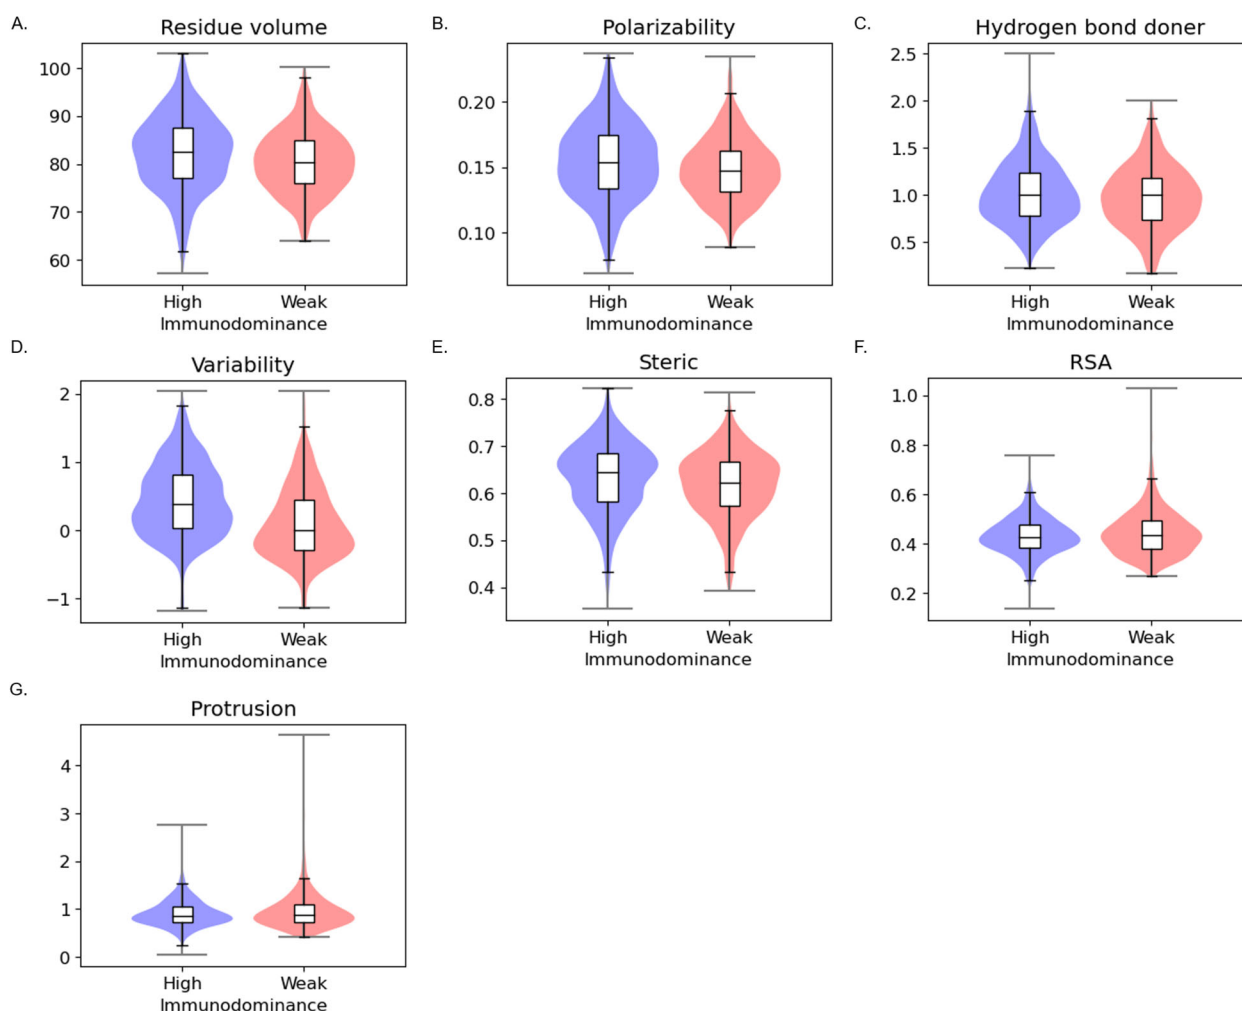 A.
Residue volume
100
90
80
70
60
High Weak
Immunodominance
B.
Polarizability
0.20
0.15
0.10
High Weak
Immunodominance
C.
Hydrogen bond doner
2.5
2.0
1.5
1.0
0.5
High Weak
Immunodominance
D.
Variability
2
1
0
−1
High Weak
Immunodominance
E.
Steric
0.8
0.7
0.6
0.5
0.4
High Weak
Immunodominance
F.
RSA
1.0
0.8
0.6
0.4
0.2
High Weak
Immunodominance
G.
Protrusion
4
3
2
1
0
High Weak
Immunodominance